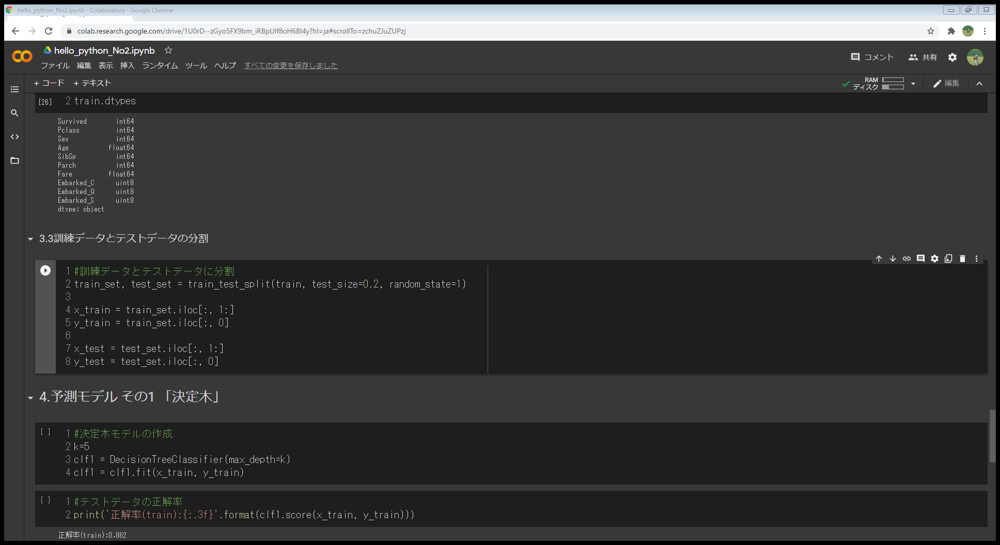 hello_python_No2.ipynb - Colaboratory - Google Chrome
colab.research.google.com/drive/1U0rD--zGyo5FX9bm_iRBpUIf8oH6Bl4y?hl=ja#scrollTo=zchuZJuZUPzj
hello_python_No2.ipynb
コメント 共有
ファイル 編集 表示 挿入 ランタイム ツール ヘルプ すべての変更を保存しました
+ コード + テキスト
RAM
ディスク
編集
[26] 2 train.dtypes
Survived int64
Pclass int64
Sex int64
Age float64
SibSp int64
Parch int64
Fare float64
Embarked_C uint8
Embarked_Q uint8
Embarked_S uint8
dtype: object
3.3訓練データとテストデータの分割
1 #訓練データとテストデータに分割
2 train_set, test_set = train_test_split(train, test_size=0.2, random_state=1)
3
4 x_train = train_set.iloc[:, 1:]
5 y_train = train_set.iloc[:, 0]
6
7 x_test = test_set.iloc[:, 1:]
8 y_test = test_set.iloc[:, 0]
4.予測モデル その1 「決定木」
[ ] 1 #決定木モデルの作成
2 k=5
3 clf1 = DecisionTreeClassifier(max_depth=k)
4 clf1 = clf1.fit(x_train, y_train)
[ ] 1 #テストデータの正解率
2 print('正解率(train):{:.3f}'.format(clf1.score(x_train, y_train)))
正解率(train):0.862